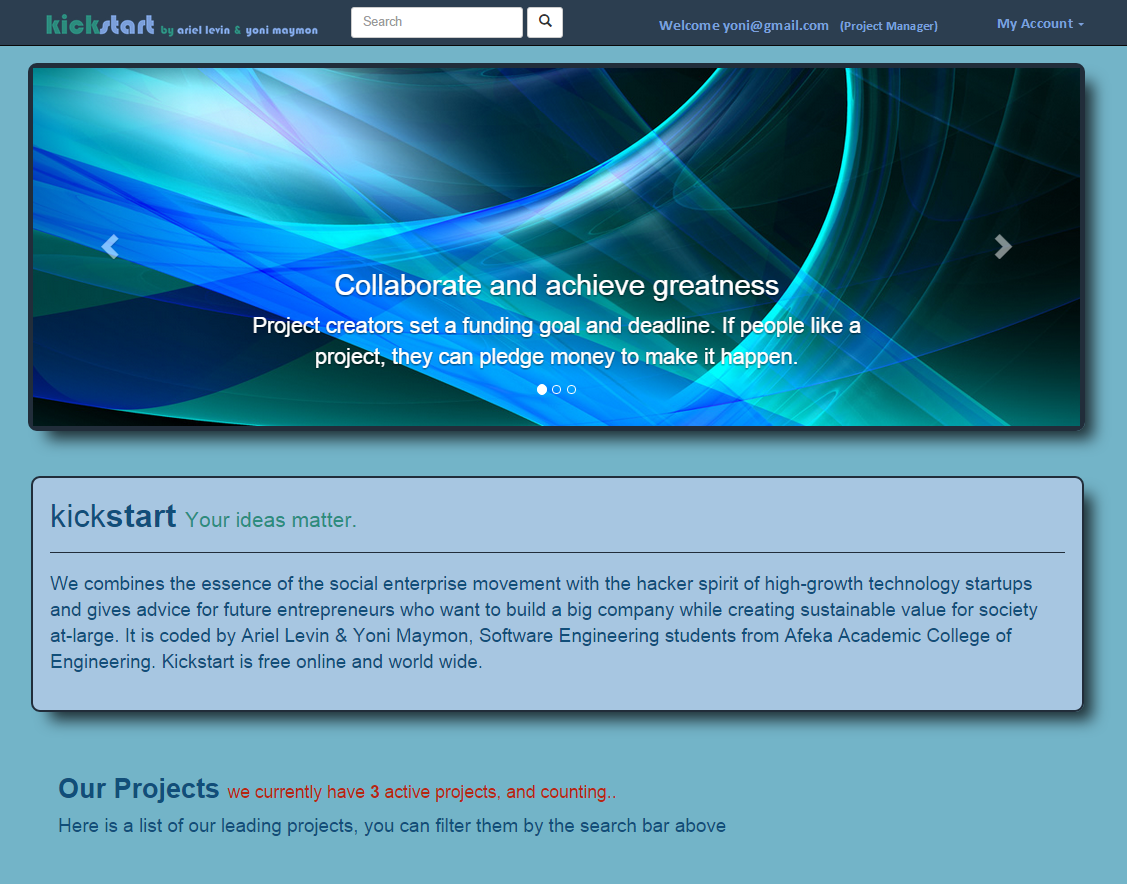 kickstart by ariel levin & yoni maymon
Search
Welcome yoni@gmail.com (Project Manager)
My Account
Collaborate and achieve greatness
Project creators set a funding goal and deadline. If people like a
project, they can pledge money to make it happen.
kickstart Your ideas matter.
We combines the essence of the social enterprise movement with the hacker spirit of high-growth technology startups
and gives advice for future entrepreneurs who want to build a big company while creating sustainable value for society
at-large. It is coded by Ariel Levin & Yoni Maymon, Software Engineering students from Afeka Academic College of
Engineering. Kickstart is free online and world wide.
Our Projects we currently have 3 active projects, and counting..
Here is a list of our leading projects, you can filter them by the search bar above